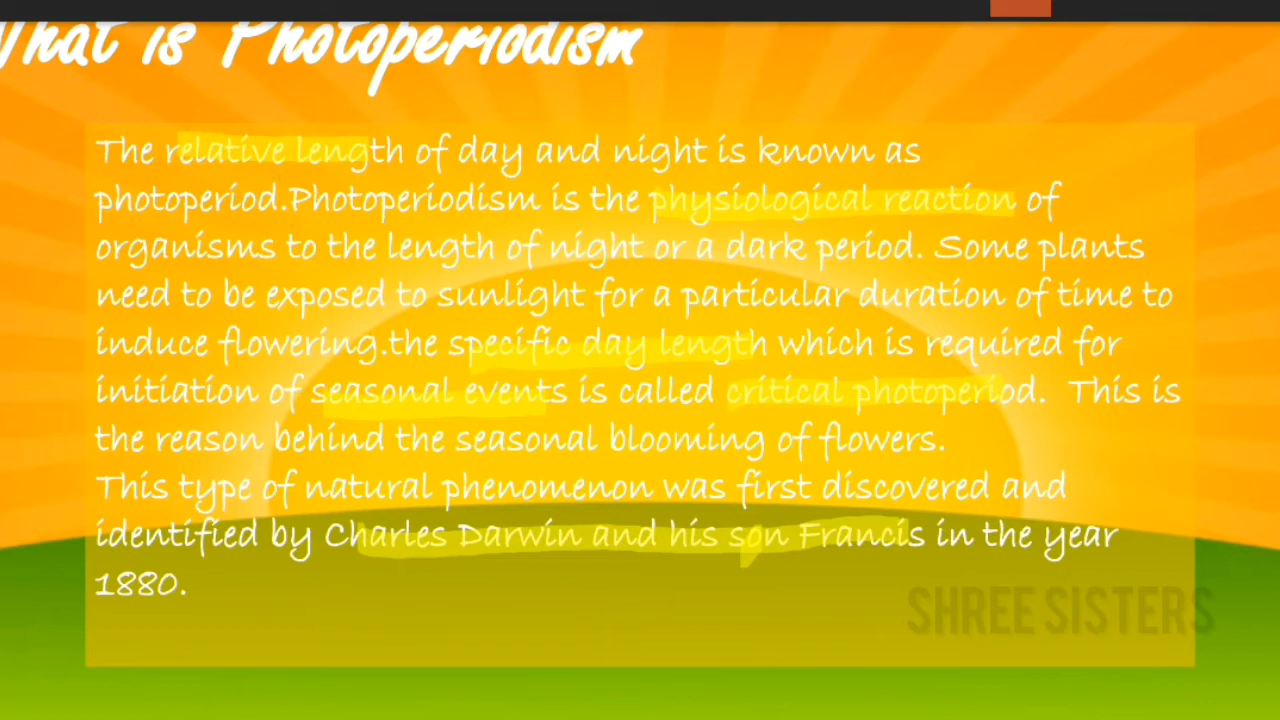 What is Photoperiodism
The relative length of day and night is known as
photoperiod.Photoperiodism is the physiological reaction of
organisms to the length of night or a dark period. Some plants
need to be exposed to sunlight for a particular duration of time to
induce flowering.the specific day length which is required for
initiation of seasonal events is called critical photoperiod. This is
the reason behind the seasonal blooming of flowers.
This type of natural phenomenon was first discovered and
identified by Charles Darwin and his son Francis in the year
1880.
SHREE SISTERS